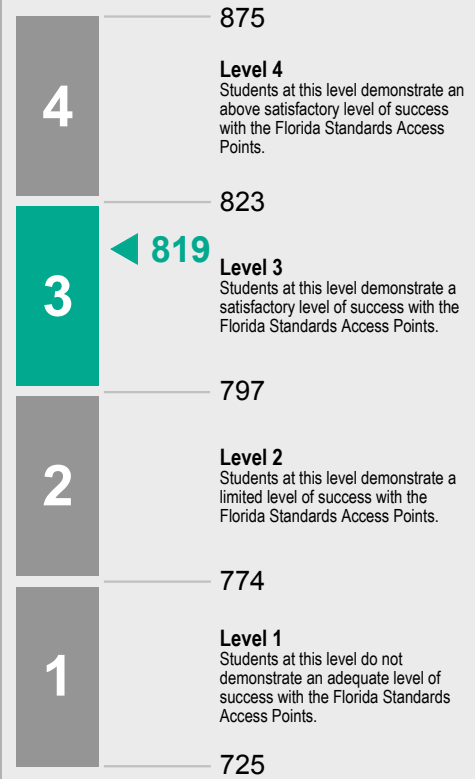 875
4
Level 4
Students at this level demonstrate an
above satisfactory level of success
with the Florida Standards Access
Points.
823
819
3
Level 3
Students at this level demonstrate a
satisfactory level of success with the
Florida Standards Access Points.
797
2
Level 2
Students at this level demonstrate a
limited level of success with the
Florida Standards Access Points.
774
1
Level 1
Students at this level do not
demonstrate an adequate level of
success with the Florida Standards
Access Points.
725